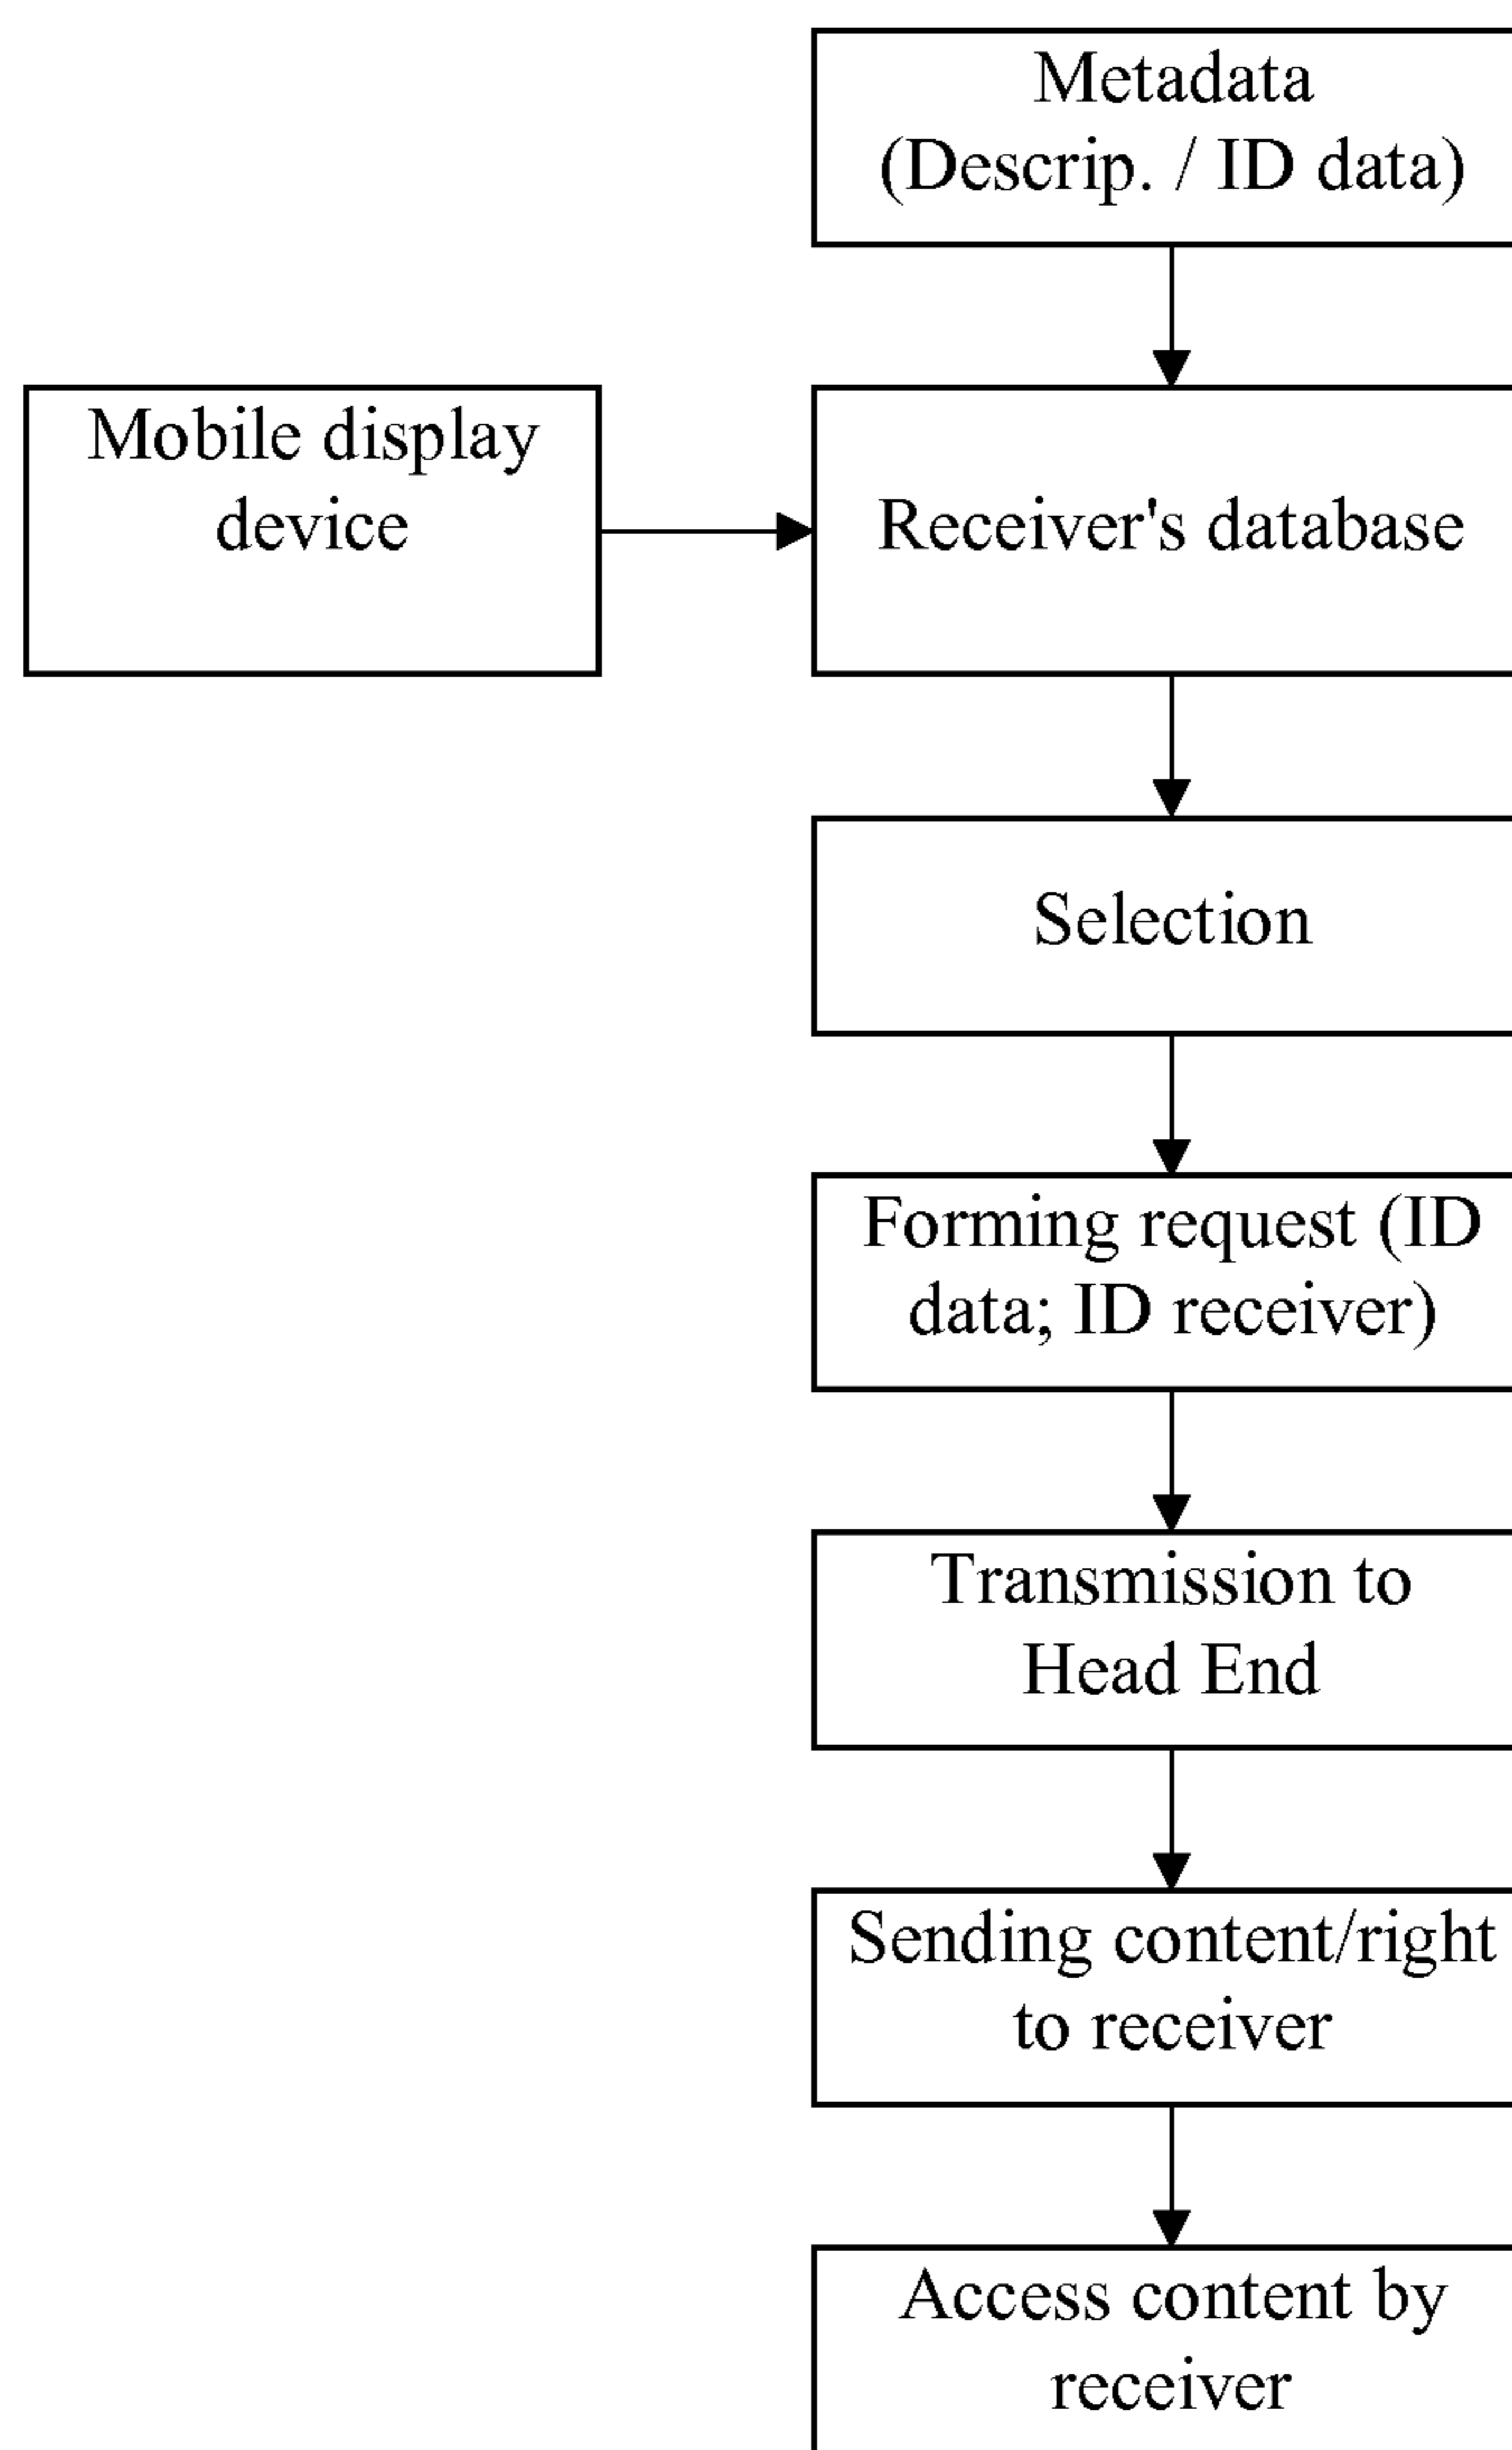 Metadata
(Descrip. / ID data)
Mobile display
device
Receiver's database
Selection
Forming request (ID
data; ID receiver)
Transmission to
Head End
Sending content/right
to receiver
Access content by
receiver